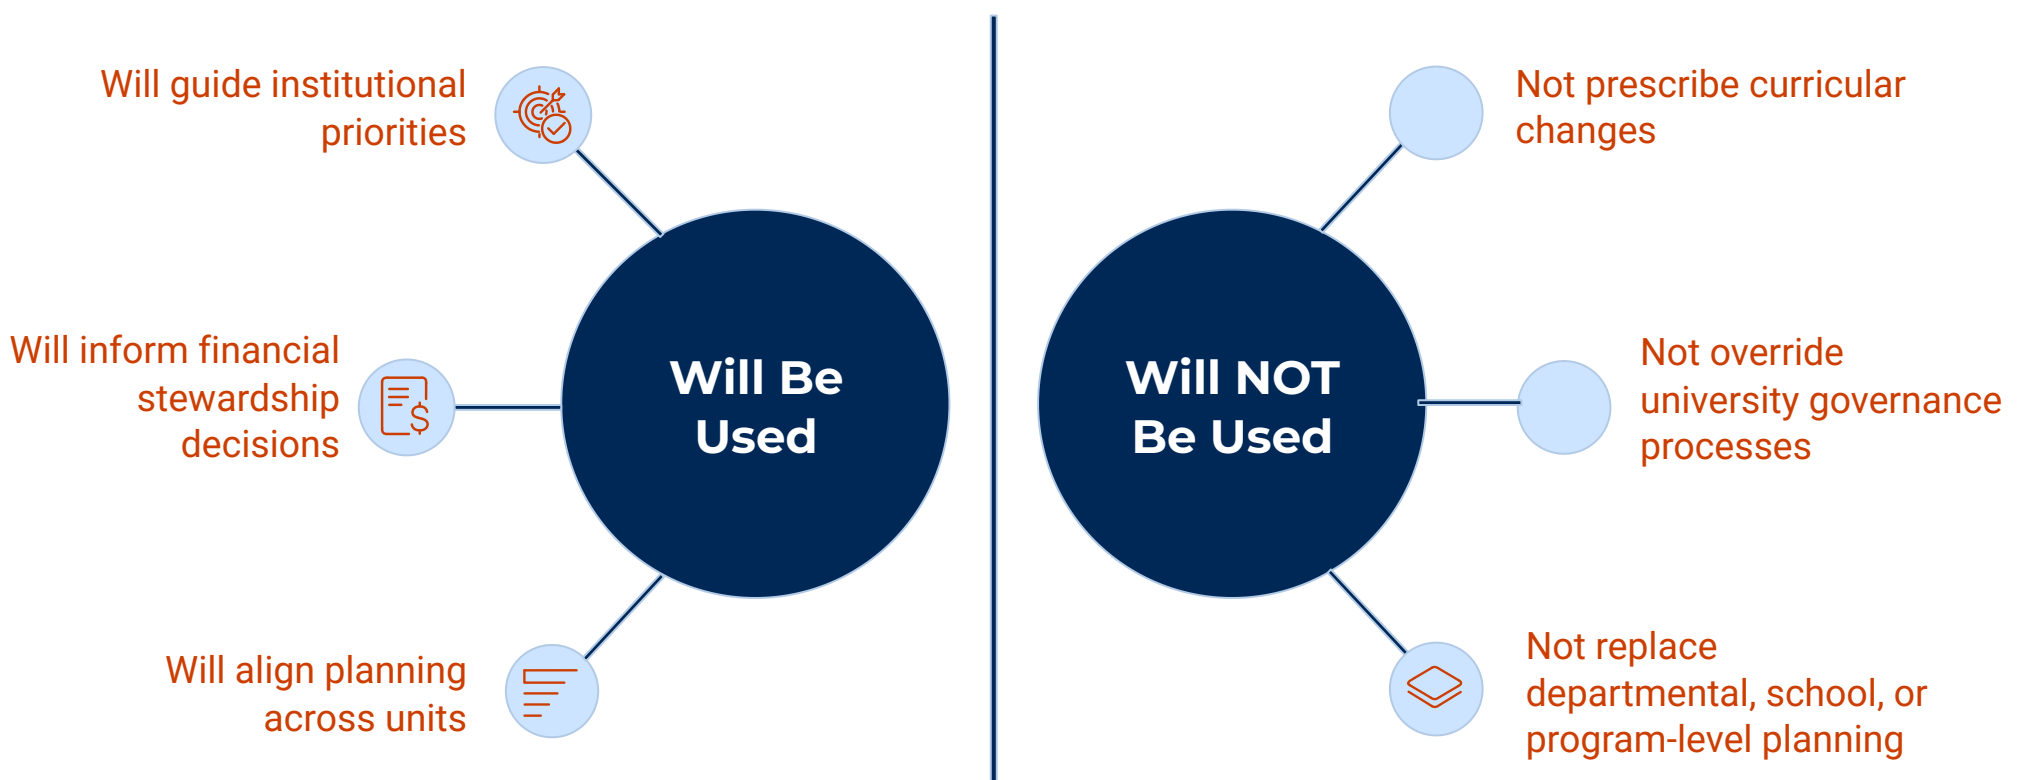 Will guide institutional
priorities
Will inform financial
stewardship
decisions
Will align planning
across units
Will Be
Used
Will NOT
Be Used
Not prescribe curricular
changes
Not override
university governance
processes
Not replace
departmental, school, or
program-level planning